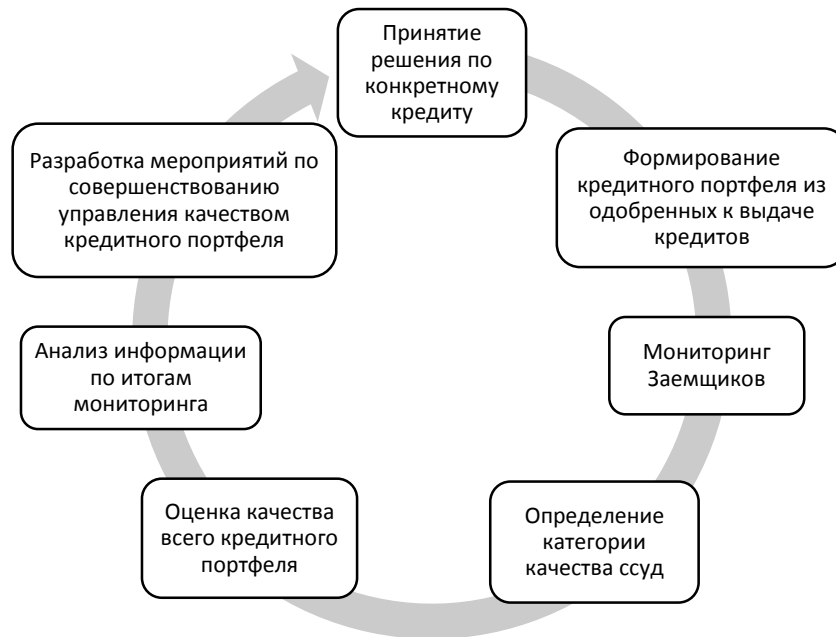 Принятие
решения по
конкретному
кредиту
Формирование
кредитного портфеля из
одобренных к выдаче
кредитов
Мониторинг
Заемщиков
Определение
категории
качества ссуд
Оценка качества
всего кредитного
портфеля
Анализ информации
по итогам
мониторинга
Разработка мероприятий по
совершенствованию
управления качеством
кредитного портфеля